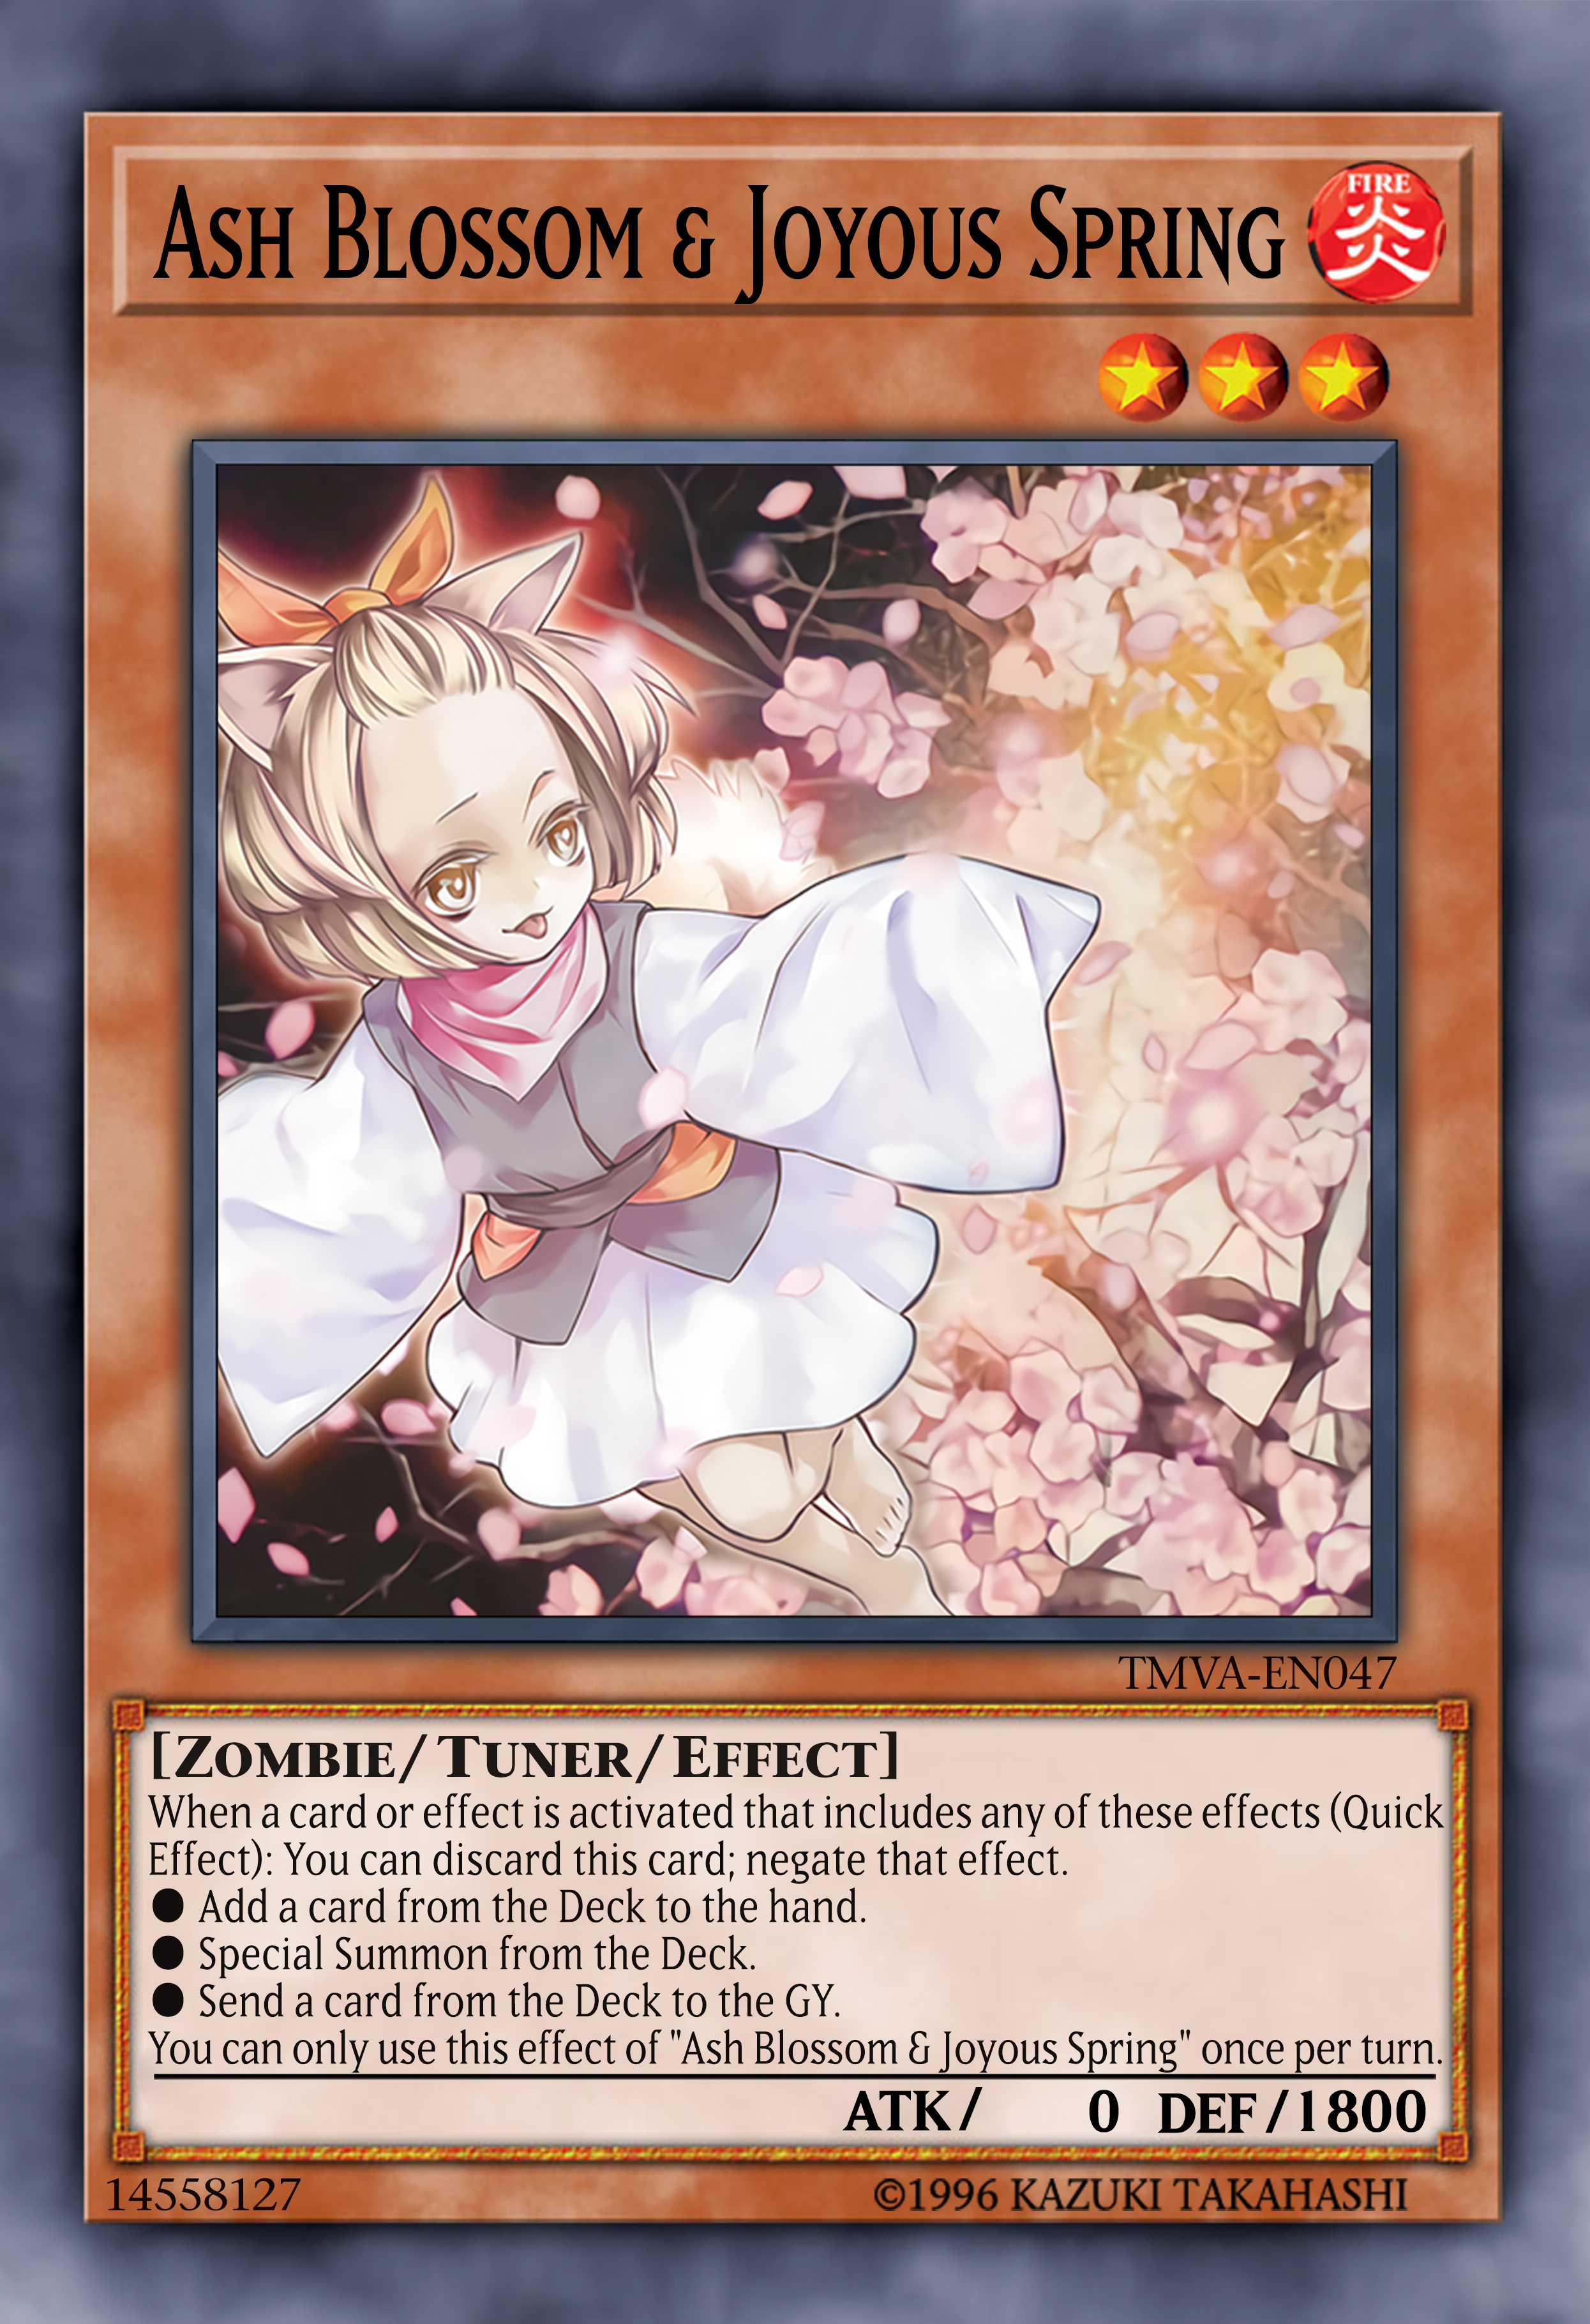 Ash Blossom & Joyous Spring
FIRE
炎
TMVA-EN047
[Zombie/Tuner/Effect]
When a card or effect is activated that includes any of these effects (Quick
Effect): You can discard this card; negate that effect.
● Add a card from the Deck to the hand.
● Special Summon from the Deck.
● Send a card from the Deck to the GY.
You can only use this effect of "Ash Blossom & Joyous Spring" once per turn.
ATK/ 0 DEF/1800
14558127 ©1996 KAZUKI TAKAHASHI